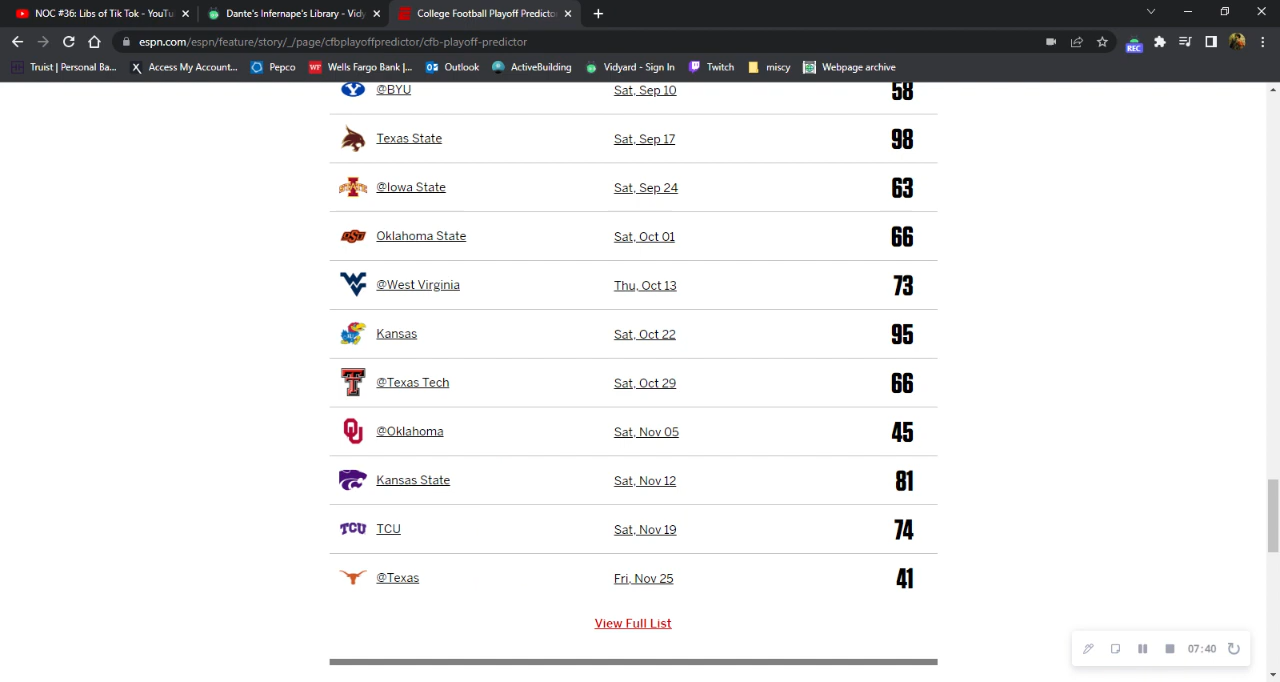 NOC #36: Libs of Tik Tok - YouTu
Dante's Infernape's Library - Vidy
College Football Playoff Predicto
espn.com/espn/feature/story/_/page/cfbplayoffpredictor/cfb-playoff-predictor
REC
Truist | Personal Ba...
Access My Account...
Pepco
Wells Fargo Bank |...
Outlook
ActiveBuilding
Vidyard - Sign In
Twitch
miscy
Webpage archive
@BYU Sat, Sep 10 58
Texas State Sat, Sep 17 98
@Iowa State Sat, Sep 24 63
Oklahoma State Sat, Oct 01 66
@West Virginia Thu, Oct 13 73
Kansas Sat, Oct 22 95
@Texas Tech Sat, Oct 29 66
@Oklahoma Sat, Nov 05 45
Kansas State Sat, Nov 12 81
TCU TCU Sat, Nov 19 74
@Texas Fri, Nov 25 41
View Full List
07:40